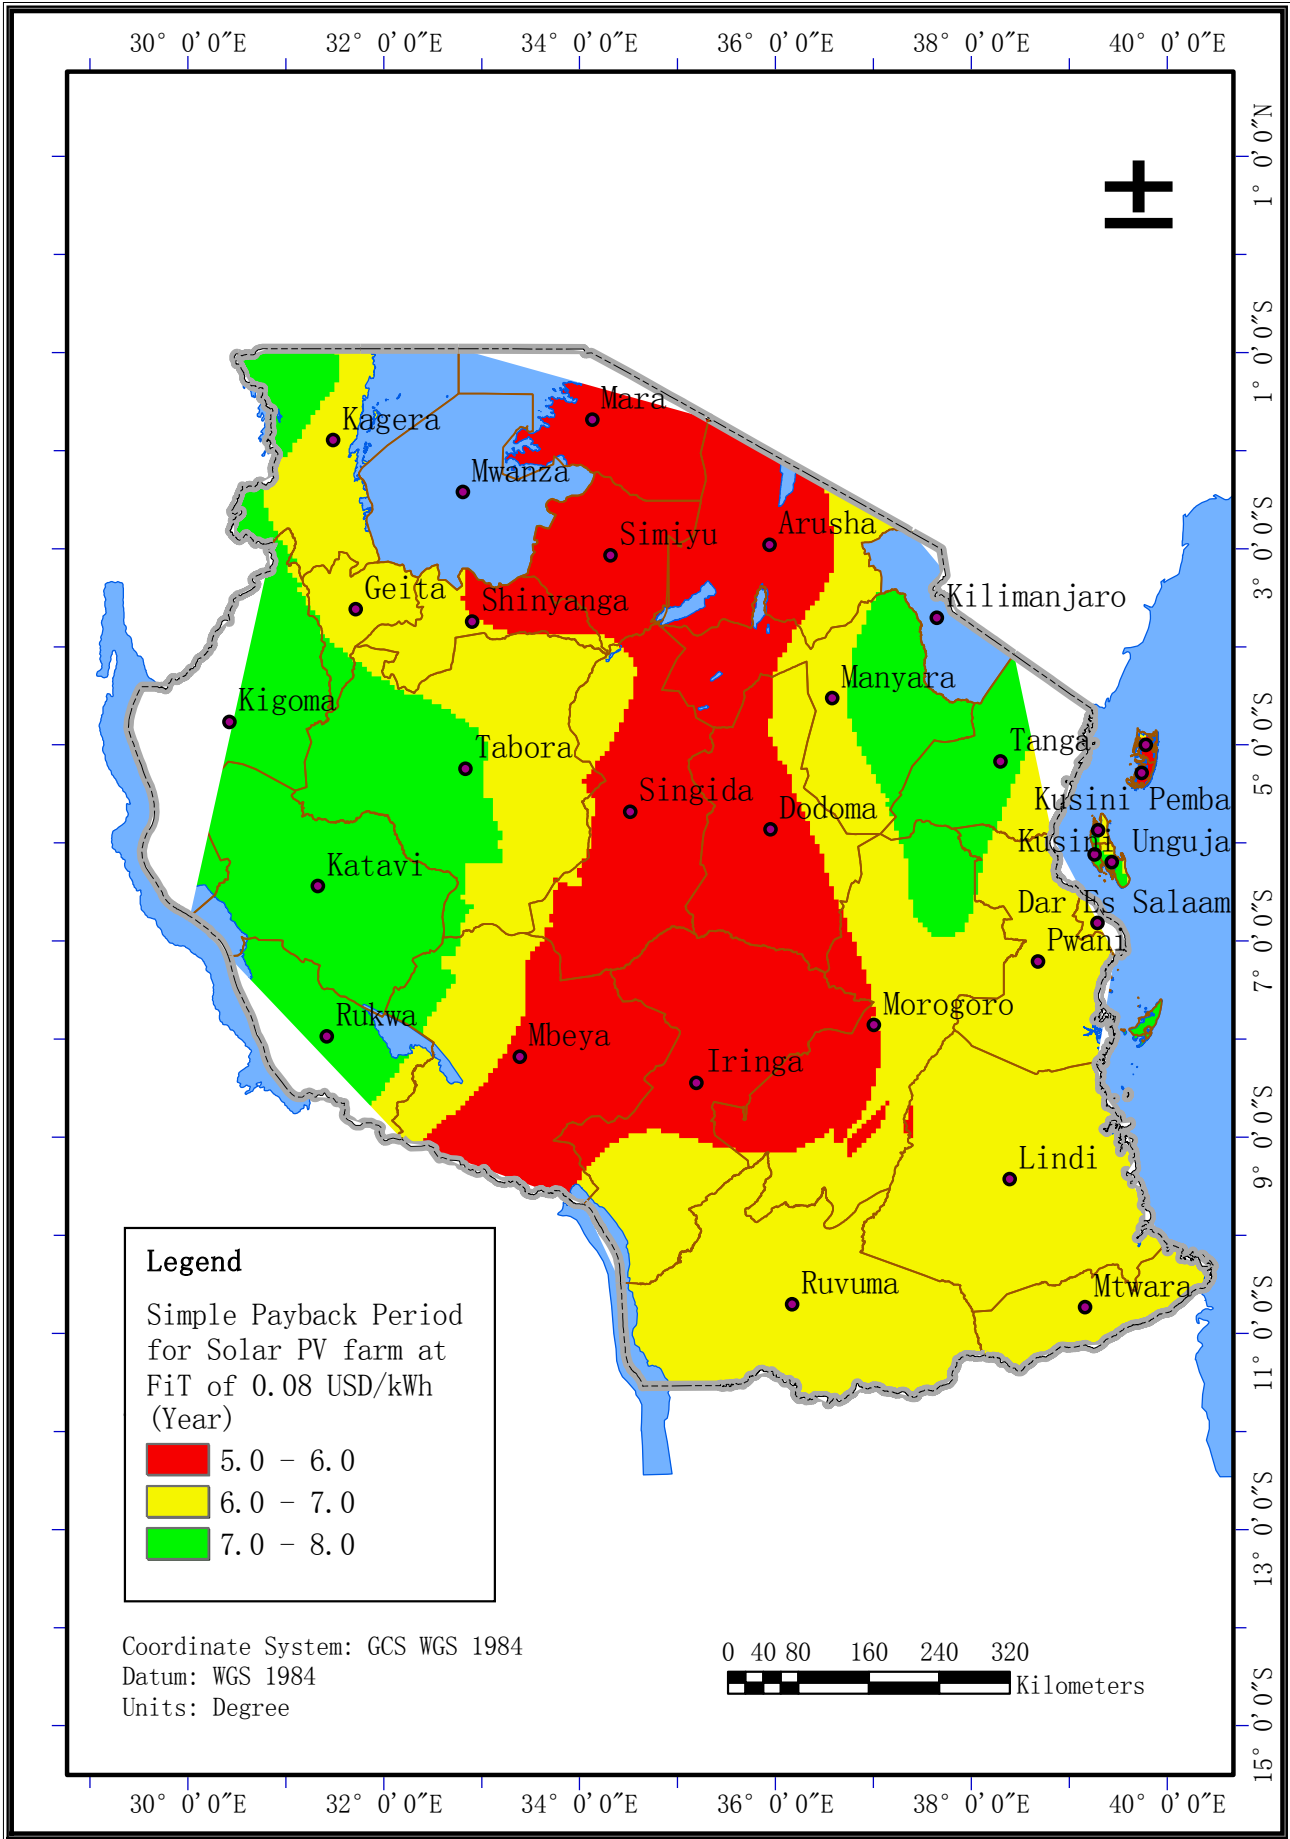 30° 0'0"E 32° 0'0"E 34° 0'0"E 36° 0'0"E 38° 0'0"E 40° 0'0"E
1° 0'0"N
1° 0'0"S
3° 0'0"S
5° 0'0"S
7° 0'0"S
9° 0'0"S
11° 0'0"S
13° 0'0"S
15° 0'0"S
±
Mara
Kagera
Mwanza
Arusha
Simiyu
Geita
Shinyanga
Kilimanjaro
Manyara
Kigoma
Tanga
Tabora
Singida
Kusini Pemba
Dodoma
Kusini Unguja
Katavi
Dar Es Salaam
Pwani
Morogoro
Rukwa
Mbeya
Iringa
Lindi
Ruvuma
Mtwara
Legend
Simple Payback Period
for Solar PV farm at
FiT of 0.08 USD/kWh
(Year)
5.0 - 6.0
6.0 - 7.0
7.0 - 8.0
Coordinate System: GCS WGS 1984
Datum: WGS 1984
Units: Degree
0 40 80 160 240 320
Kilometers
30° 0'0"E 32° 0'0"E 34° 0'0"E 36° 0'0"E 38° 0'0"E 40° 0'0"E